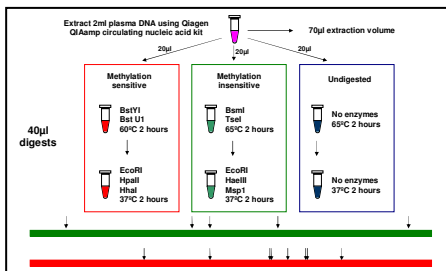 Extract 2ml plasma DNA using Qiagen
QIAamp circulating nucleic acid kit
70µl extraction volume
20µl
20µl
20µl
40µl
digests
Methylation
sensitive
BstYI
Bst U1
60ºC 2 hours
EcoRI
HpaII
HhaI
37ºC 2 hours
Methylation
insensitive
BsmI
TseI
65ºC 2 hours
EcoRI
HaeIII
Msp1
37ºC 2 hours
Undigested
No enzymes
65ºC 2 hours
No enzymes
37ºC 2 hours